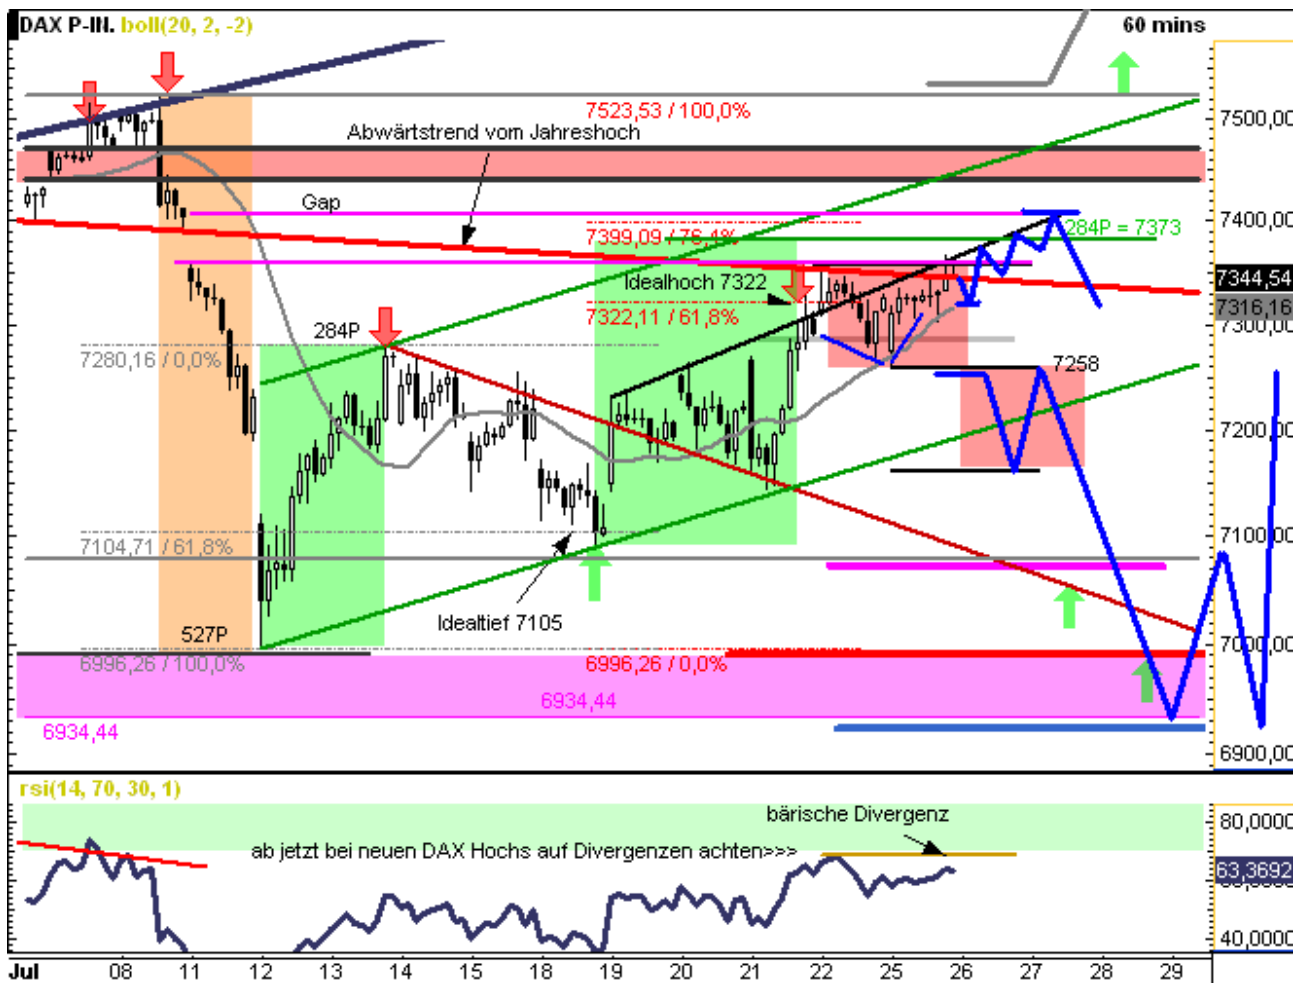 DAX P-IN. boll(20, 2, -2)
60 mins
7523,53 / 100,0%
7500,00
Abwärtstrend vom Jahreshoch
Gap
7400,00
7399,09 / 76,4%
284P = 7373
Idealhoch 7322
7344,54
7322,11 / 61,8%
7316,16
7300,00
284P
7280,16 / 0,0%
7258
7200,00
7104,71 / 61,8%
7100,00
Idealtief 7105
527P
7000,00
6996,26 / 100,0%
6996,26 / 0,0%
6934,44
6934,44
6900,00
rsi(14, 70, 30, 1)
bärische Divergenz
80,0000
ab jetzt bei neuen DAX Hochs auf Divergenzen achten>>>
63,3692
40,0000
Jul 08 11 12 13 14 15 18 19 20 21 22 25 26 27 28 29